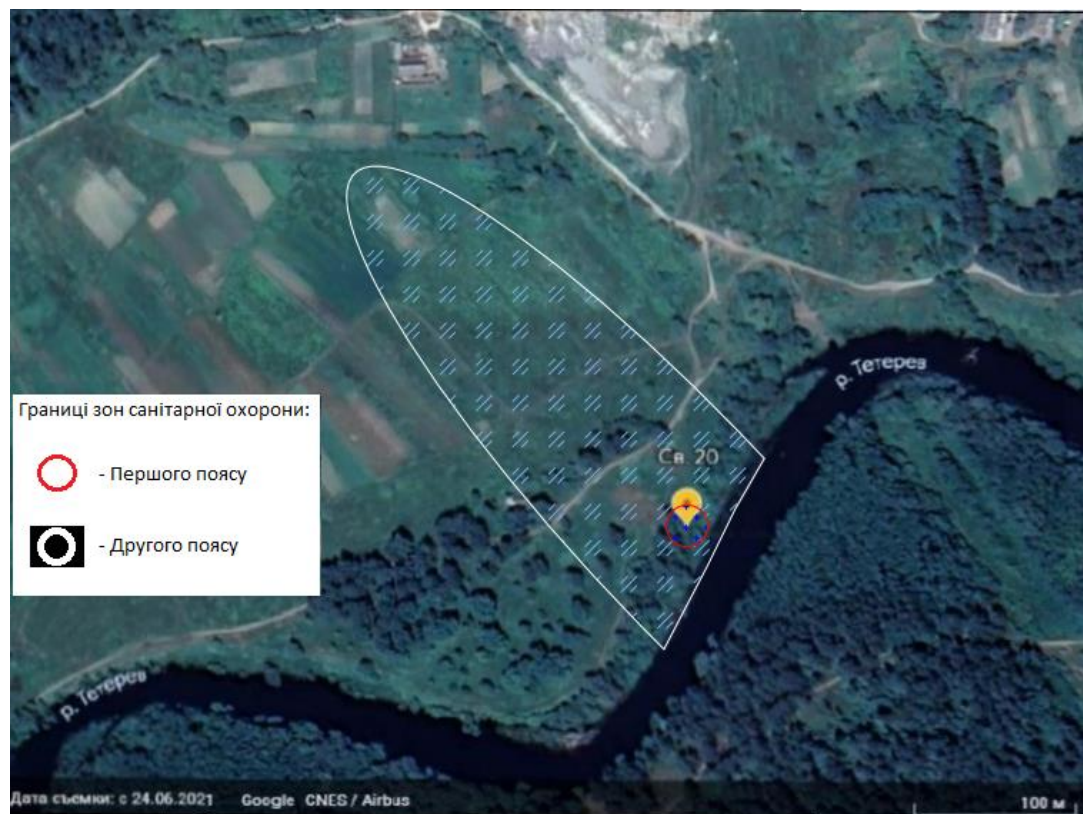 р. Тетерев
Границі зон санітарної охорони:
- Першого поясу
- Другого поясу
Св. 20
р. Тетерев
Дата съемки: с 24.06.2021 Google CNES / Airbus
100 м